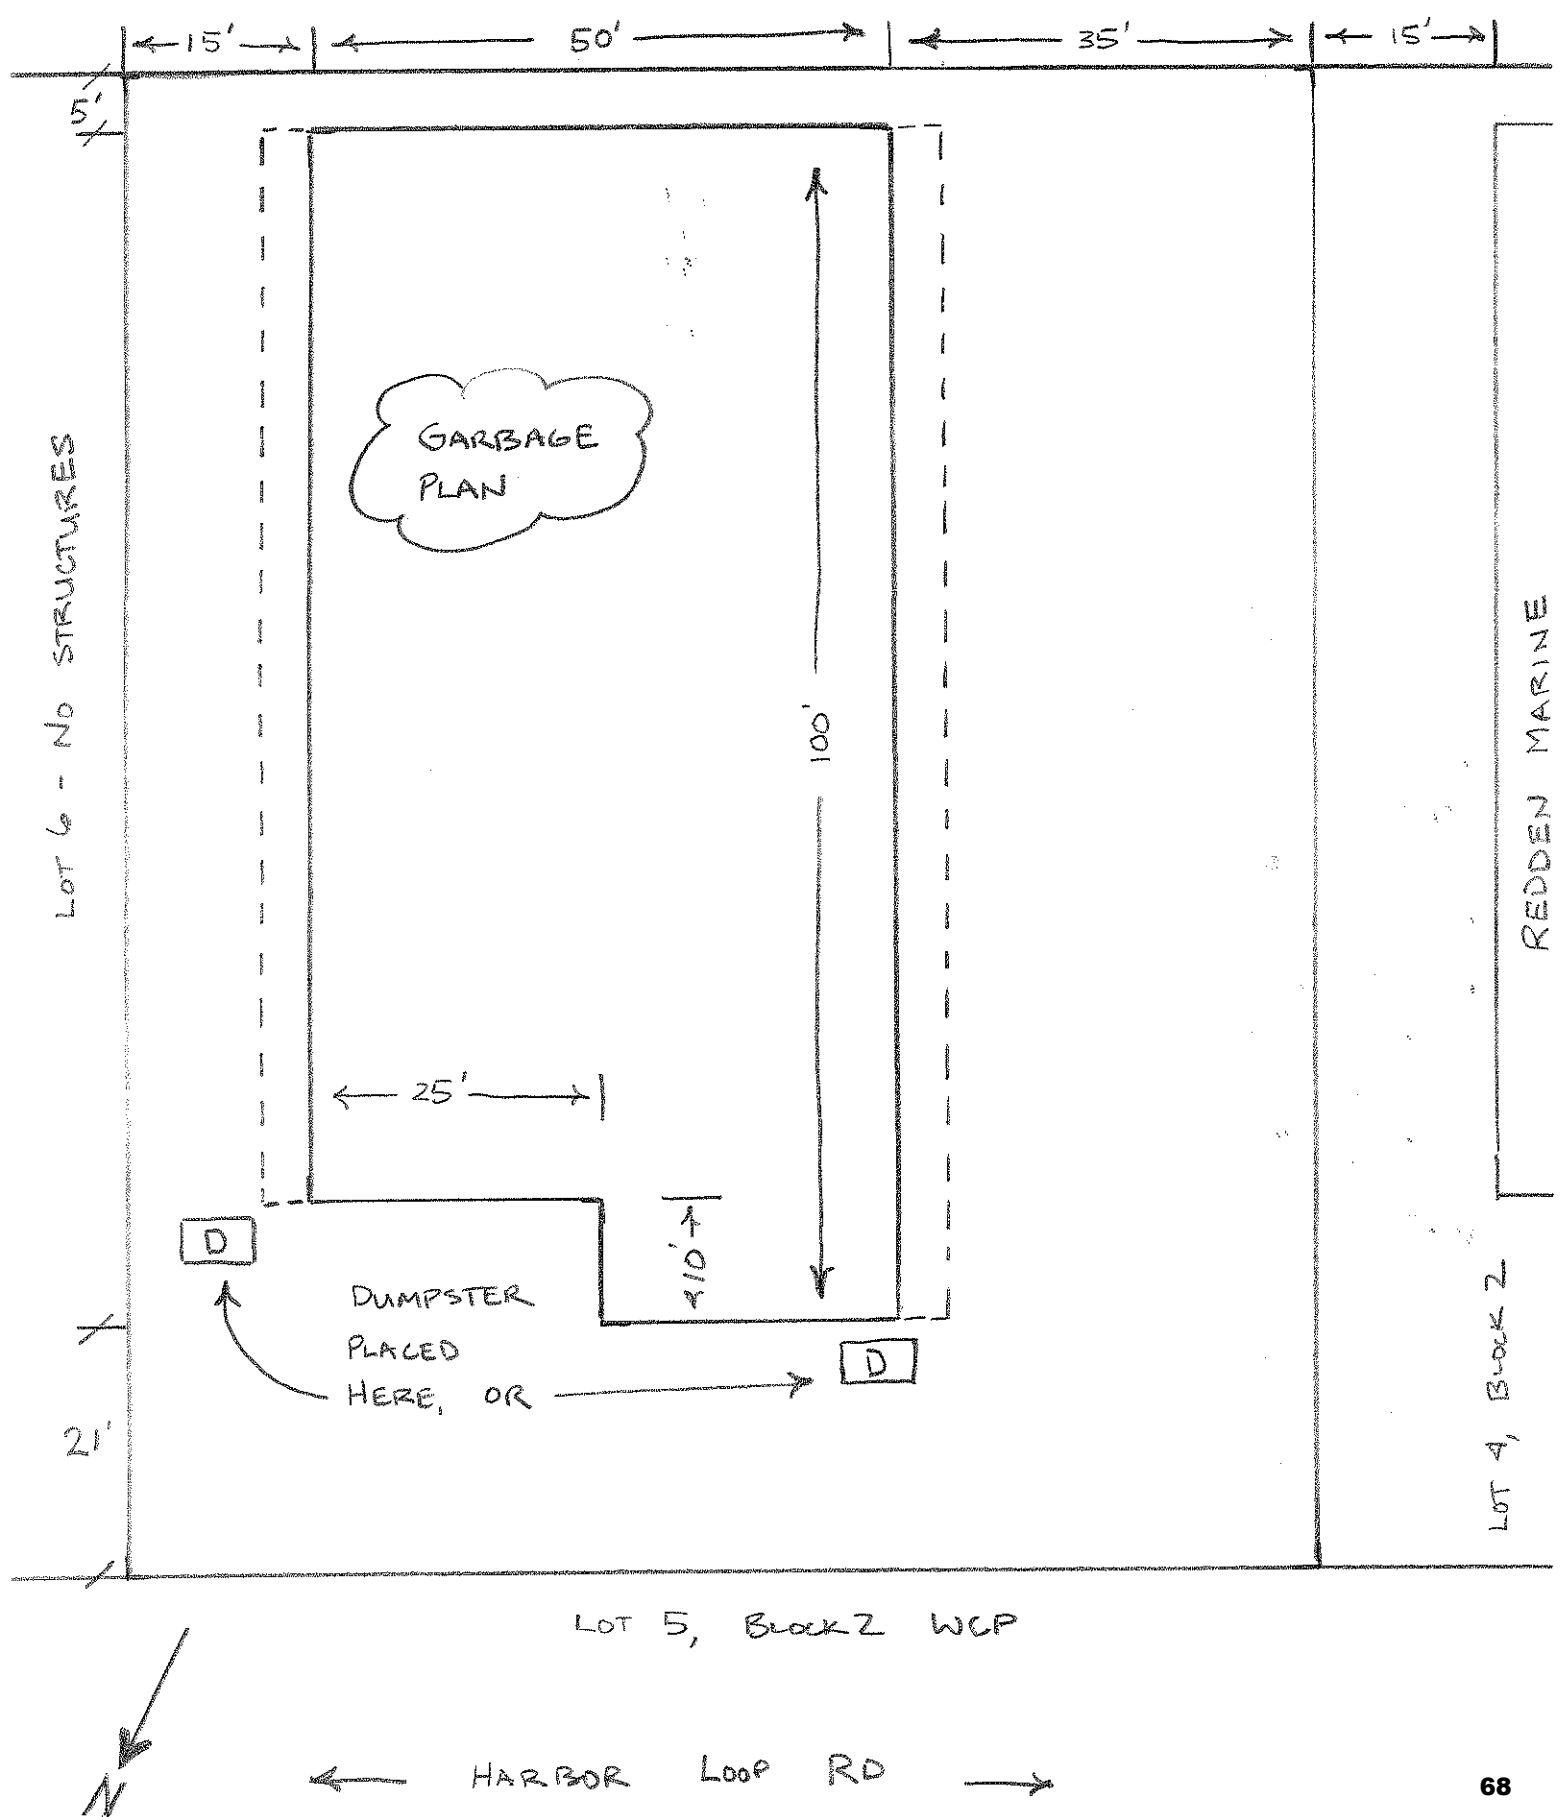 15'
50'
35'
15'
5'
GARBAGE
PLAN
LOT 6 - NO STRUCTURES
100'
REDDEN MARINE
25'
10'
D
DUMPSTER
PLACED
HERE, OR
D
21'
LOT 4, BLOCK 2
LOT 5, BLOCK 2 WCP
N
HARBOR LOOP RD
68